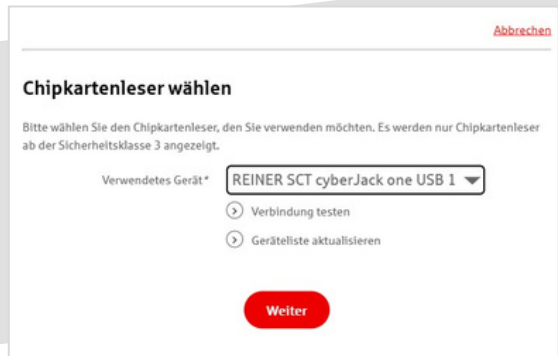 Abbrechen
Chipkartenleser wählen
Bitte wählen Sie den Chipkartenleser, den Sie verwenden möchten. Es werden nur Chipkartenleser
ab der Sicherheitsklasse 3 angezeigt.
Verwendetes Gerät* REINER SCT cyberJack one USB 1
Verbindung testen
Geräteliste aktualisieren
Weiter